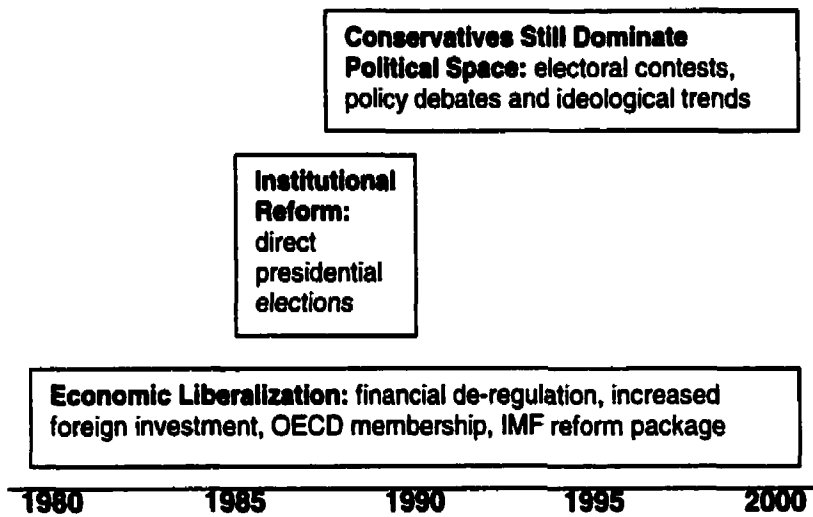 Conservatives Still Dominate
Political Space: electoral contests,
policy debates and ideological trends
Institutional
Reform:
direct
presidential
elections
Economic Liberalization: financial de-regulation, increased
foreign investment, OECD membership, IMF reform package
1980 1985 1990 1995 2000